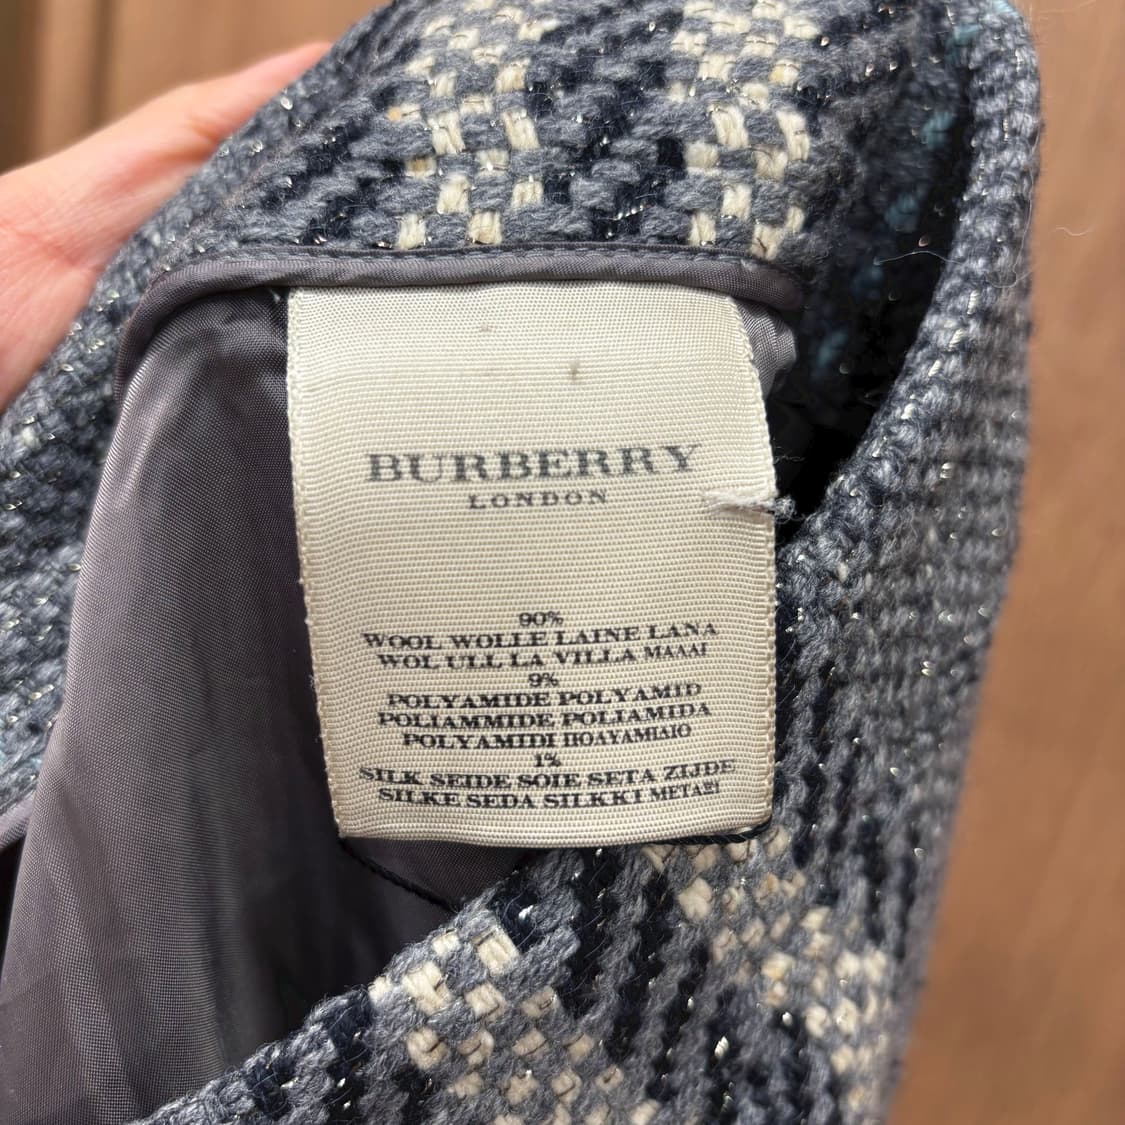 BURBERRY
LONDON
90%
WOOL WOLLE LAINE LANA
WOL ULL LA VILLA ΜΑΛΛΙ
9%
POLYAMIDE POLYAMID
POLIAMMIDE POLIAMIDA
POLYAMIDI ΠΟΛΥΑΜΙΔΙΟ
1%
SILK SEIDE SOIE SETA ZIJDE
SILKE SEDA SILKKI ΜΕΤΑΞΙ